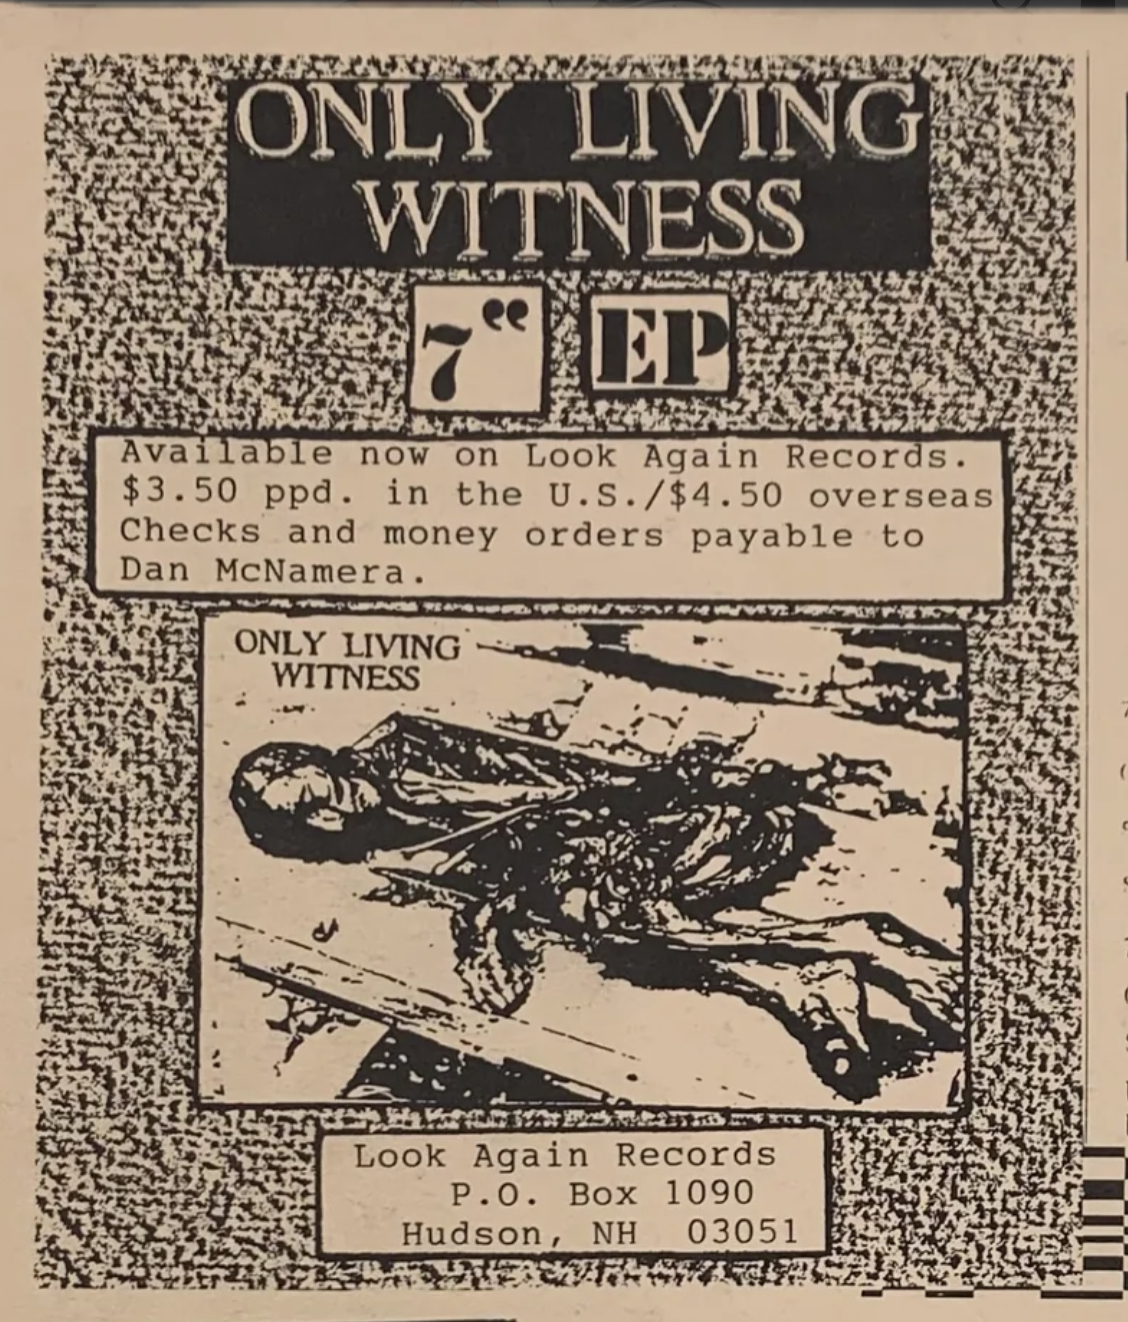 ONLY LIVING
WITNESS
7" EP
Available now on Look Again Records.
$3.50 ppd. in the U.S./$4.50 overseas
Checks and money orders payable to
Dan McNamera.
ONLY LIVING
WITNESS
Look Again Records
P.O. Box 1090
Hudson, NH 03051